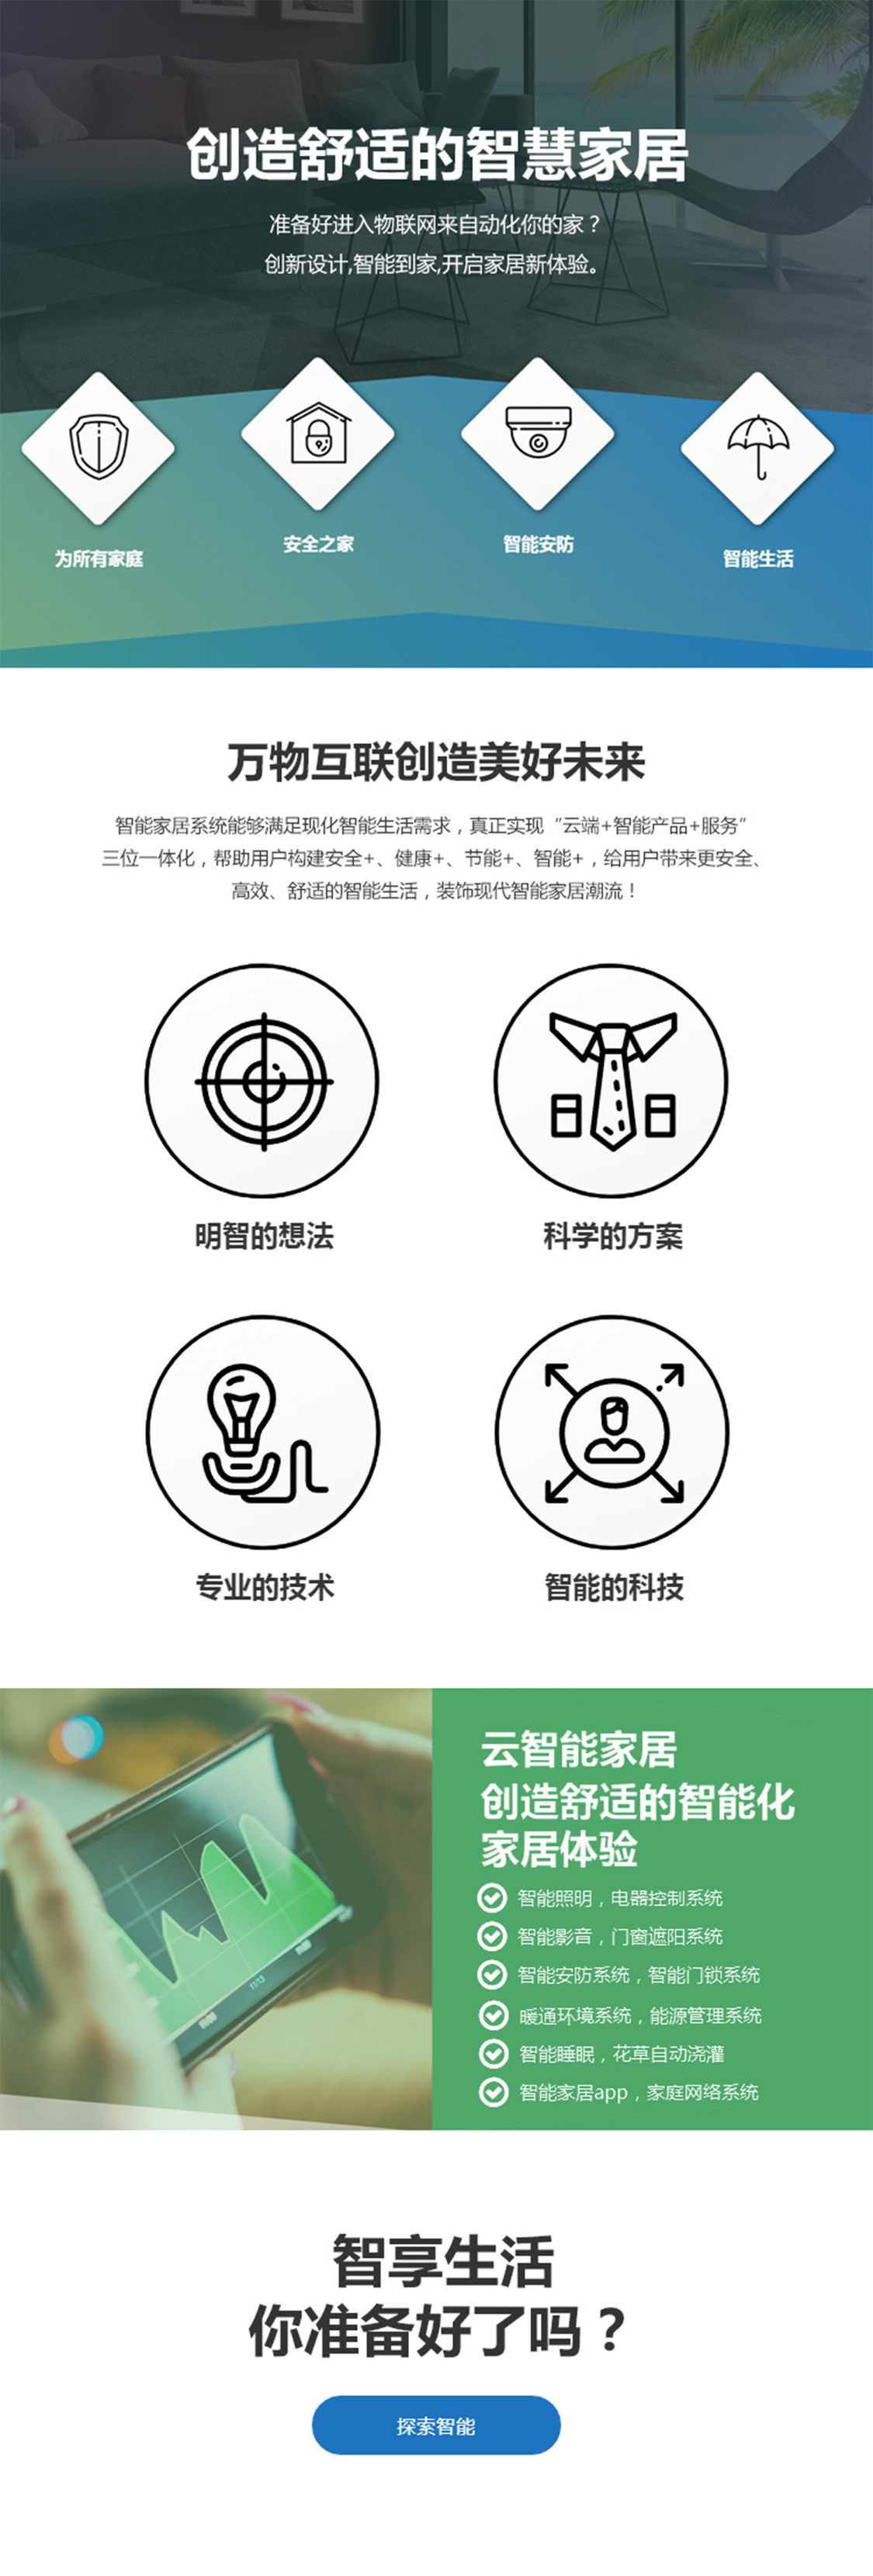 创造舒适的智慧家居
准备好进入物联网来自动化你的家？
创新设计,智能到家,开启家居新体验。
为所有家庭
安全之家
智能安防
智能生活
万物互联创造美好未来
智能家居系统能够满足现化智能生活需求，真正实现“云端+智能产品+服务”
三位一体化，帮助用户构建安全+、健康+、节能+、智能+，给用户带来更安全、
高效、舒适的智能生活，装饰现代智能家居潮流！
明智的想法
科学的方案
专业的技术
智能的科技
云智能家居
创造舒适的智能化
家居体验
智能照明，电器控制系统
智能影音，门窗遮阳系统
智能安防系统，智能门锁系统
暖通环境系统，能源管理系统
智能睡眠，花草自动浇灌
智能家居app，家庭网络系统
智享生活
你准备好了吗？
探索智能